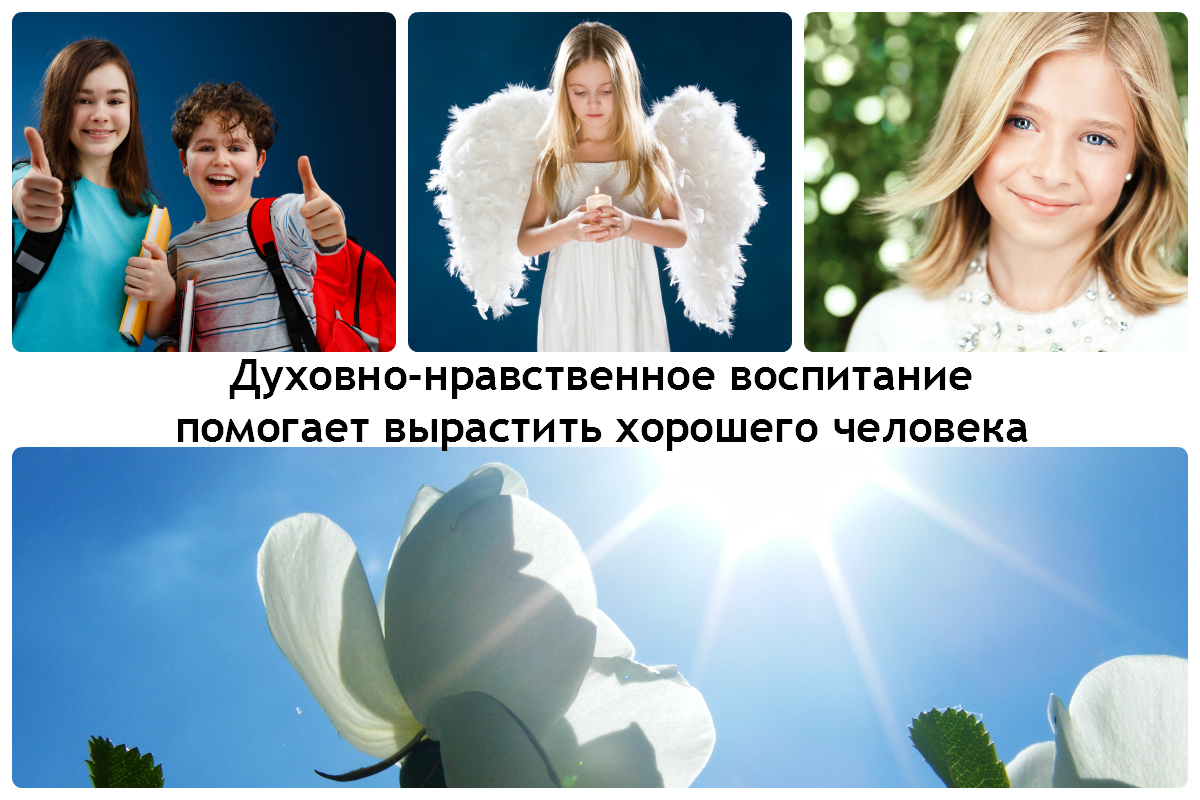 Духовно-нравственное воспитание
помогает вырастить хорошего человека